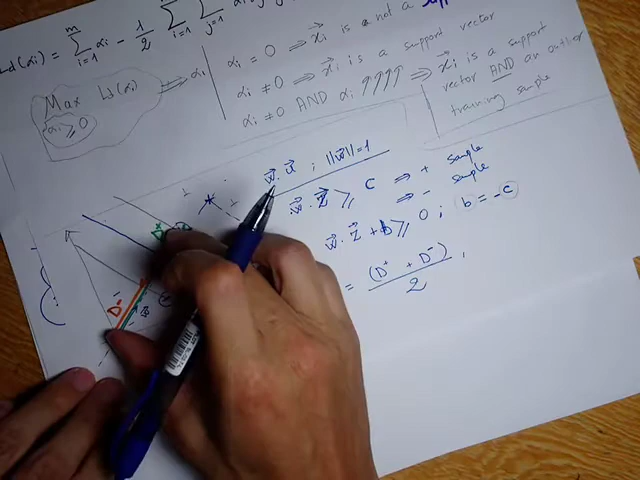 Ld(αi) = Σ_{i=1}^{m} αi - 1/2 Σ_{i=1}^{m} Σ_{j=1}
Max Ld(αi)
αi ≥ 0
⟹ αi
αi = 0 ⟹ x⃗i is not a
αi ≠ 0 ⟹ x⃗i is a support vector
αi ≠ 0 AND αi ↑↑↑↑ ⟹ x⃗i is a support
vector AND an outlier
training sample
w⃗ . u⃗ ; ||w⃗|| = 1
w⃗ . Z⃗ ≥ c ⟹ + sample
⟹ - sample
w⃗ . Z⃗ + b ≥ 0 ; b = -c
= (D⁺ + D⁻) / 2 ,
D⁺
D⁻